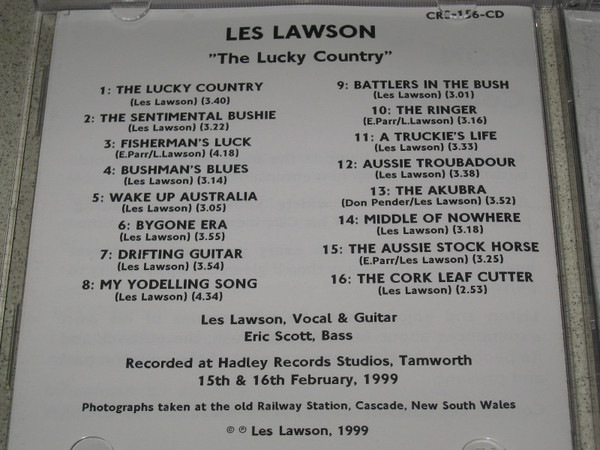 CRE-156-CD
LES LAWSON
"The Lucky Country"
1: THE LUCKY COUNTRY
(Les Lawson) (3.40)
2: THE SENTIMENTAL BUSHIE
(Les Lawson) (3.22)
3: FISHERMAN'S LUCK
(E.Parr/L.Lawson) (4.18)
4: BUSHMAN'S BLUES
(Les Lawson) (3.14)
5: WAKE UP AUSTRALIA
(Les Lawson) (3.05)
6: BYGONE ERA
(Les Lawson) (3.55)
7: DRIFTING GUITAR
(Les Lawson) (3.54)
8: MY YODELLING SONG
(Les Lawson) (4.34)
9: BATTLERS IN THE BUSH
(Les Lawson) (3.01)
10: THE RINGER
(E.Parr/L.Lawson) (3.16)
11: A TRUCKIE'S LIFE
(Les Lawson) (3.33)
12: AUSSIE TROUBADOUR
(Les Lawson) (3.38)
13: THE AKUBRA
(Don Pender/Les Lawson) (3.52)
14: MIDDLE OF NOWHERE
(Les Lawson) (3.18)
15: THE AUSSIE STOCK HORSE
(E.Parr/Les Lawson) (3.25)
16: THE CORK LEAF CUTTER
(Les Lawson) (2.53)
Les Lawson, Vocal & Guitar
Eric Scott, Bass
Recorded at Hadley Records Studios, Tamworth
15th & 16th February, 1999
Photographs taken at the old Railway Station, Cascade, New South Wales
© ℗ Les Lawson, 1999